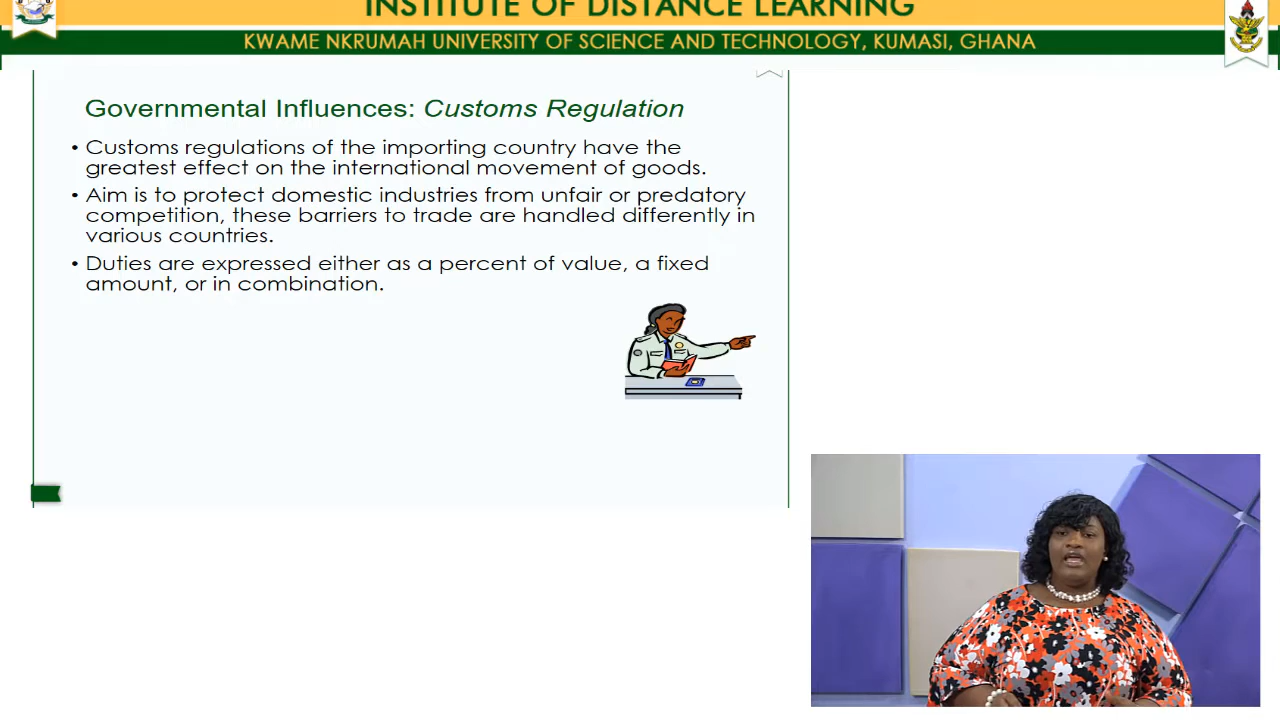 INSTITUTE OF DISTANCE LEARNING
KWAME NKRUMAH UNIVERSITY OF SCIENCE AND TECHNOLOGY, KUMASI, GHANA
Governmental Influences: Customs Regulation
• Customs regulations of the importing country have the
greatest effect on the international movement of goods.
• Aim is to protect domestic industries from unfair or predatory
competition, these barriers to trade are handled differently in
various countries.
• Duties are expressed either as a percent of value, a fixed
amount, or in combination.